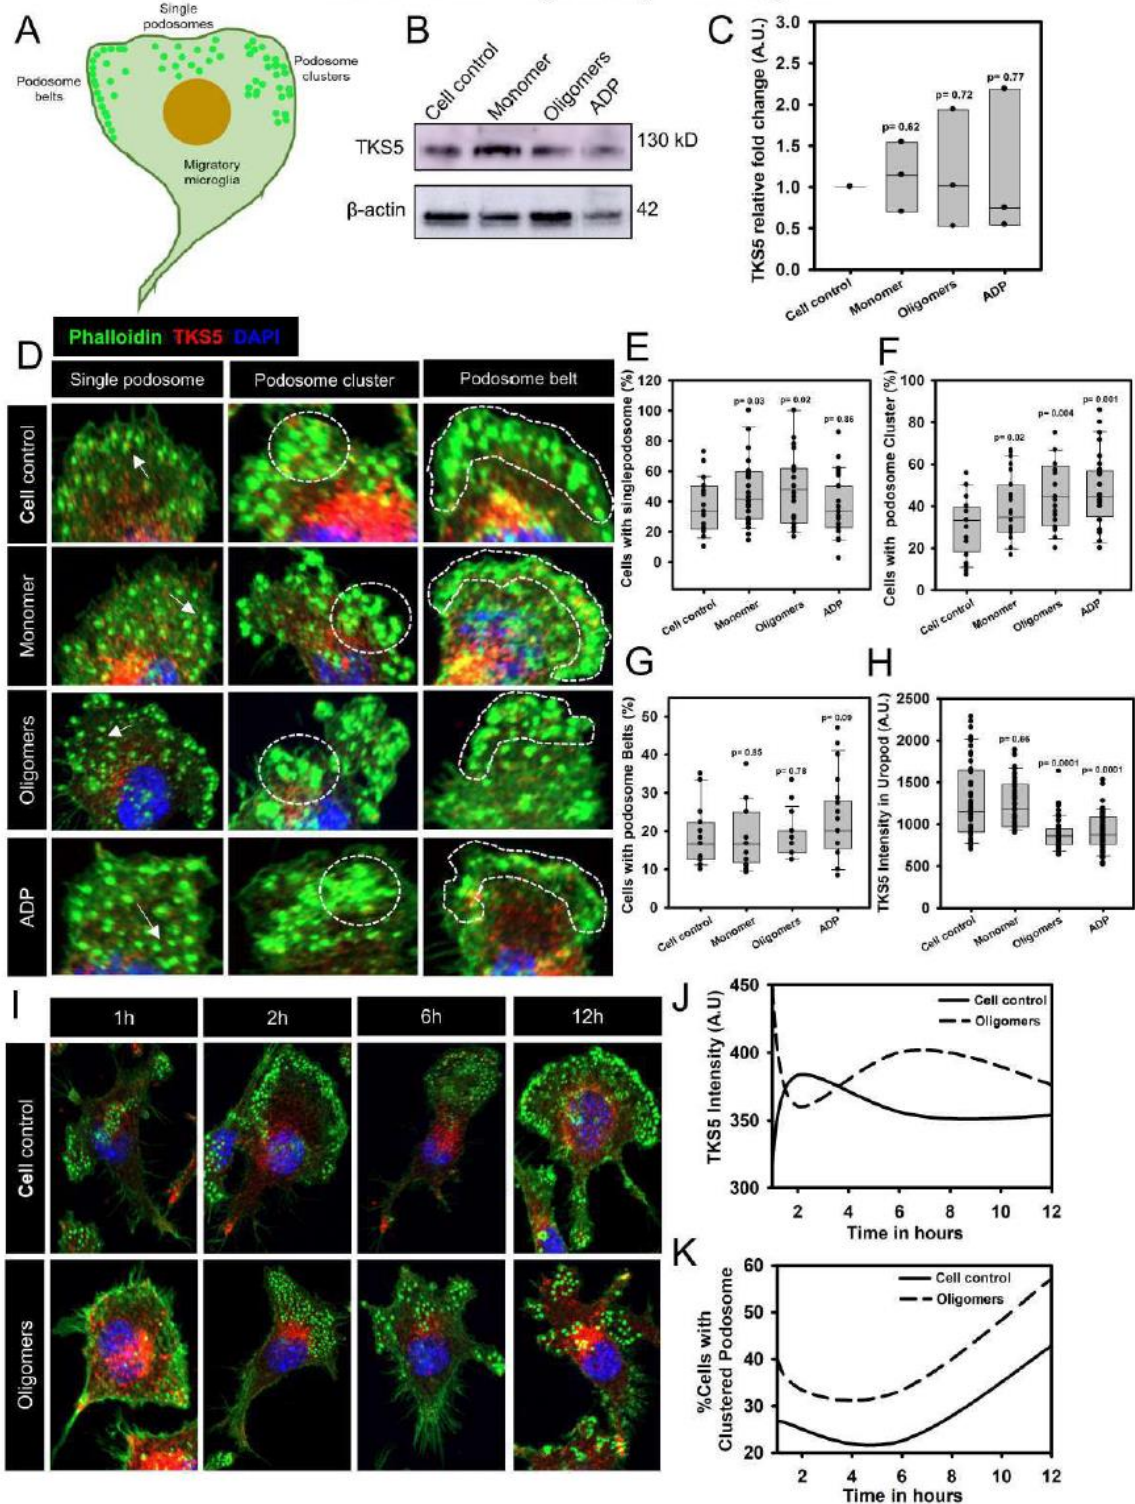 A
Single
podosomes
Podosome
belts
Podosome
clusters
Migratory
microglia
B
Cell control
Monomer
Oligomers
ADP
TKS5
130 kD
β-actin
42
C
TKS5 relative fold change (A.U.)
3.0
2.5
2.0
1.5
1.0
0.5
0.0
p= 0.62
p= 0.72
p= 0.77
Cell control
Monomer
Oligomers
ADP
D
Phalloidin TKS5 DAPI
Single podosome
Podosome cluster
Podosome belt
Cell control
Monomer
Oligomers
ADP
E
Cells with singlepodosome (%)
120
100
80
60
40
20
0
p= 0.03
p= 0.02
p= 0.86
Cell control
Monomer
Oligomers
ADP
F
Cells with podosome Cluster (%)
100
80
60
40
20
0
p= 0.02
p= 0.004
p= 0.001
Cell control
Monomer
Oligomers
ADP
G
Cells with podosome Belts (%)
50
40
30
20
10
0
p= 0.85
p= 0.78
p= 0.09
Cell control
Monomer
Oligomers
ADP
H
TKS5 Intensity in Uropod (A.U.)
2500
2000
1500
1000
500
0
p= 0.66
p= 0.0001
p= 0.0001
Cell control
Monomer
Oligomers
ADP
I
1h
2h
6h
12h
Cell control
Oligomers
J
TKS5 Intensity (A.U)
450
400
350
300
Cell control
Oligomers
2 4 6 8 10 12
Time in hours
K
%Cells with
Clustered Podosome
60
50
40
30
20
Cell control
Oligomers
2 4 6 8 10 12
Time in hours